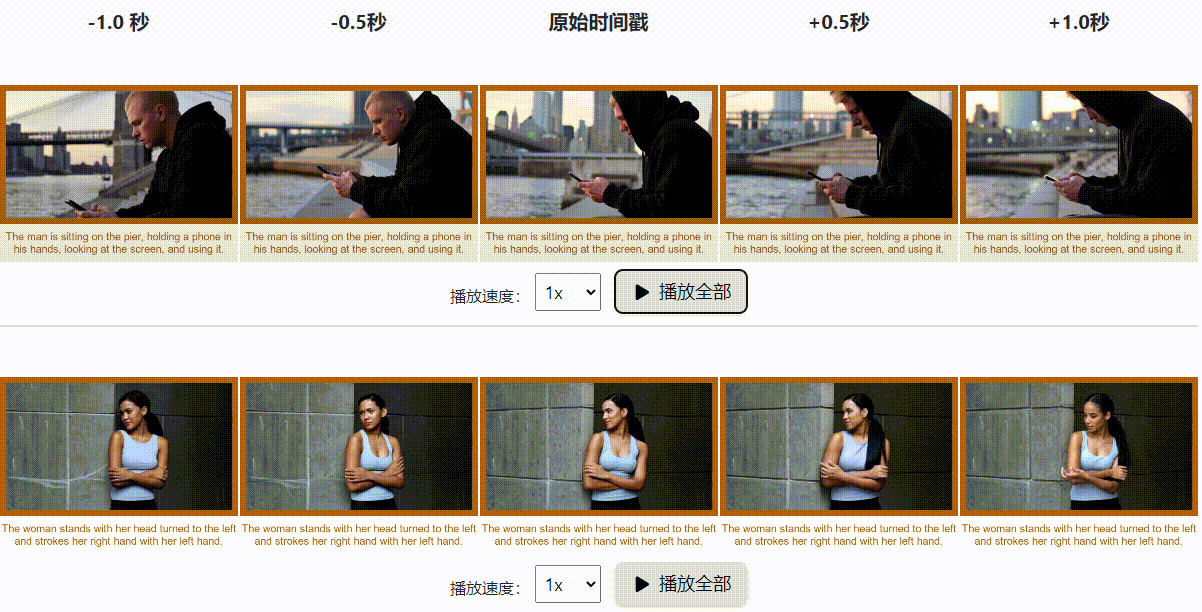 -1.0 秒
-0.5秒
原始时间戳
+0.5秒
+1.0秒
The man is sitting on the pier, holding a phone in
his hands, looking at the screen, and using it.
The man is sitting on the pier, holding a phone in
his hands, looking at the screen, and using it.
The man is sitting on the pier, holding a phone in
his hands, looking at the screen, and using it.
The man is sitting on the pier, holding a phone in
his hands, looking at the screen, and using it.
The man is sitting on the pier, holding a phone in
his hands, looking at the screen, and using it.
播放速度： 1x ▶ 播放全部
The woman stands with her head turned to the left
and strokes her right hand with her left hand.
The woman stands with her head turned to the left
and strokes her right hand with her left hand.
The woman stands with her head turned to the left
and strokes her right hand with her left hand.
The woman stands with her head turned to the left
and strokes her right hand with her left hand.
The woman stands with her head turned to the left
and strokes her right hand with her left hand.
播放速度： 1x ▶ 播放全部